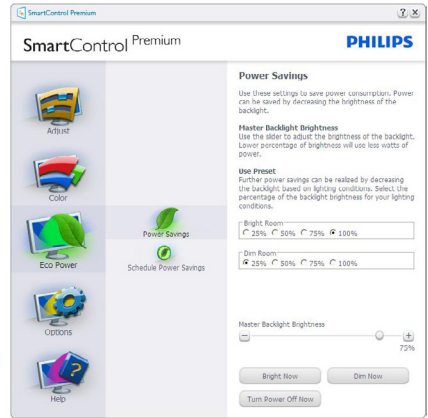 SmartControl Premium
SmartControl Premium
PHILIPS
Adjust
Color
Eco Power
Options
Help
Power Savings
Schedule Power Savings
Power Savings
Use these settings to save power consumption. Power
can be saved by decreasing the brightness of the
backlight.
Master Backlight Brightness
Use the slider to adjust the brightness of the backlight.
Lower percentage of brightness will use less watts of
power.
Use Preset
Further power savings can be realized by decreasing
the backlight based on lighting conditions. Select the
percentage of the backlight brightness for your lighting
conditions.
Bright Room
25% 50% 75% 100%
Dim Room
25% 50% 75% 100%
Master Backlight Brightness
75%
Bright Now Dim Now
Turn Power Off Now